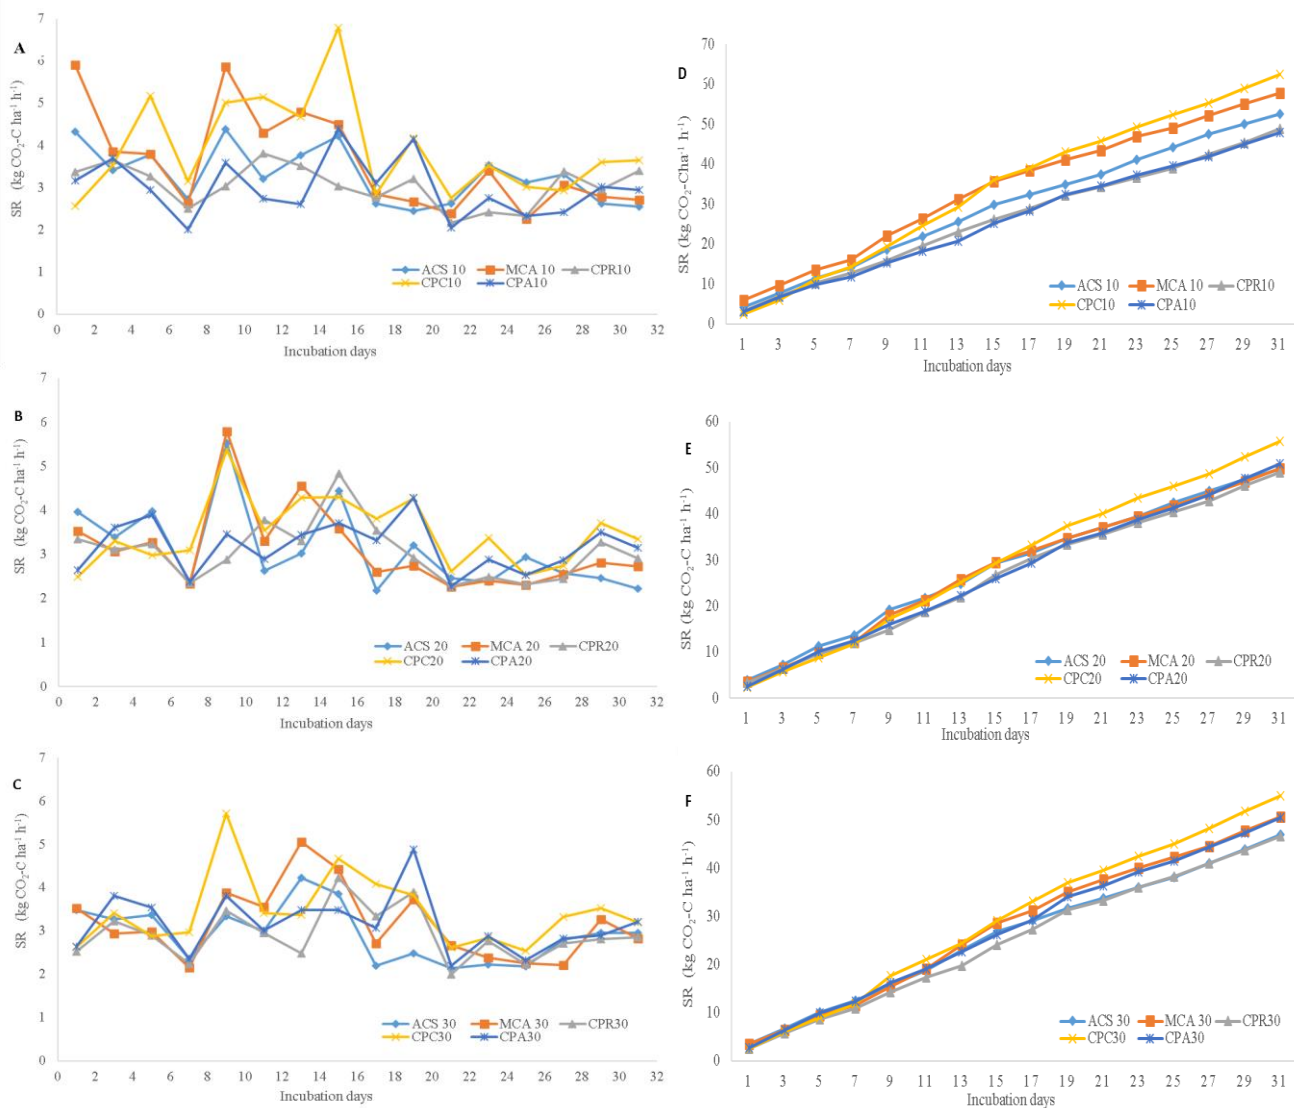 A
SR (kg CO₂-C ha⁻¹ h⁻¹)
7
6
5
4
3
2
1
0
ACS 10 MCA 10 CPR10
CPC10 CPA10
0 2 4 6 8 10 12 14 16 18 20 22 24 26 28 30 32
Incubation days
D
SR (kg CO₂-Cha⁻¹ h⁻¹)
70
60
50
40
30
20
10
0
ACS 10 MCA 10 CPR10
CPC10 CPA10
1 3 5 7 9 11 13 15 17 19 21 23 25 27 29 31
Incubation days
B
SR (kg CO₂-C ha⁻¹ h⁻¹)
7
6
5
4
3
2
1
0
ACS 20 MCA 20 CPR20
CPC20 CPA20
0 2 4 6 8 10 12 14 16 18 20 22 24 26 28 30 32
Incubation days
E
SR (kg CO₂-C ha⁻¹ h⁻¹)
60
50
40
30
20
10
0
ACS 20 MCA 20 CPR20
CPC20 CPA20
1 3 5 7 9 11 13 15 17 19 21 23 25 27 29 31
Incubation days
C
SR (kg CO₂-C ha⁻¹ h⁻¹)
7
6
5
4
3
2
1
0
ACS 30 MCA 30 CPR30
CPC30 CPA30
0 2 4 6 8 10 12 14 16 18 20 22 24 26 28 30 32
Incubation days
F
SR (kg CO₂-C ha⁻¹ h⁻¹)
60
50
40
30
20
10
0
ACS 30 MCA 30 CPR30
CPC30 CPA30
1 3 5 7 9 11 13 15 17 19 21 23 25 27 29 31
Incubation days